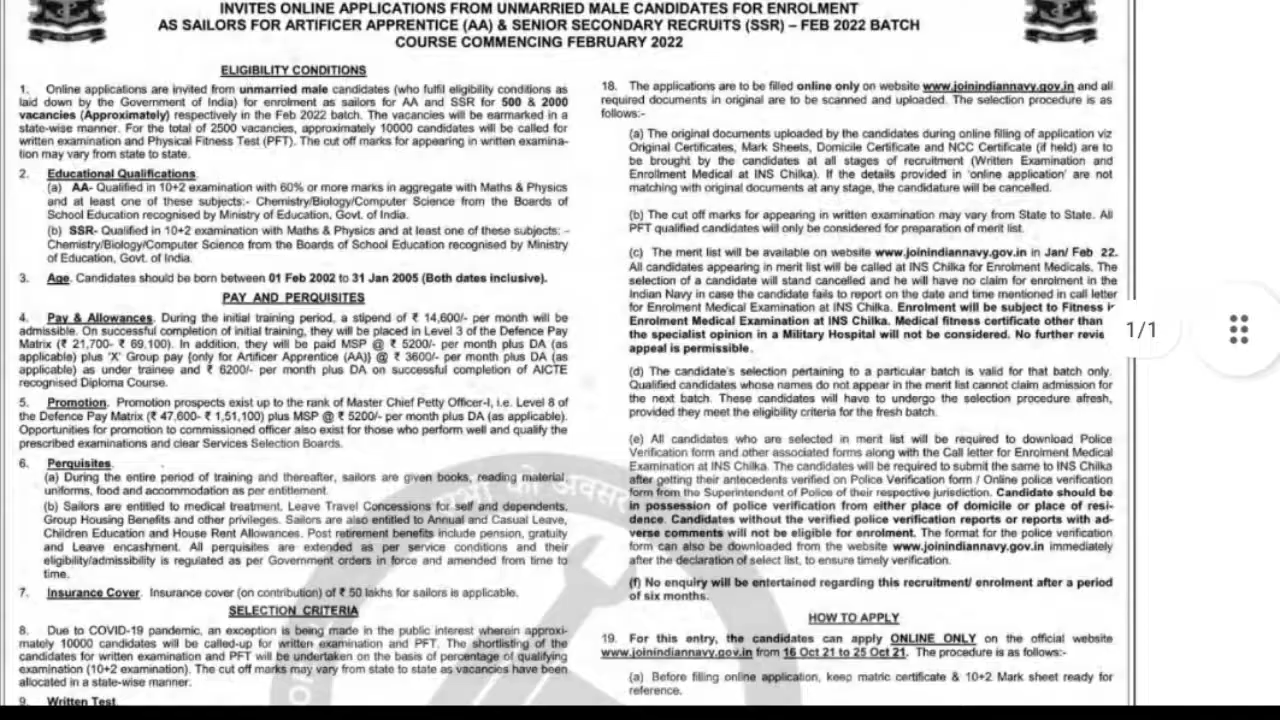 INVITES ONLINE APPLICATIONS FROM UNMARRIED MALE CANDIDATES FOR ENROLMENT
AS SAILORS FOR ARTIFICER APPRENTICE (AA) & SENIOR SECONDARY RECRUITS (SSR) – FEB 2022 BATCH
COURSE COMMENCING FEBRUARY 2022
ELIGIBILITY CONDITIONS
1. Online applications are invited from unmarried male candidates (who fulfil eligibility conditions as
laid down by the Government of India) for enrolment as sailors for AA and SSR for 500 & 2000
vacancies (Approximately) respectively in the Feb 2022 batch. The vacancies will be earmarked in a
state-wise manner. For the total of 2500 vacancies, approximately 10000 candidates will be called for
written examination and Physical Fitness Test (PFT). The cut off marks for appearing in written examina-
tion may vary from state to state.
2. Educational Qualifications.
(a) AA- Qualified in 10+2 examination with 60% or more marks in aggregate with Maths & Physics
and at least one of these subjects:- Chemistry/Biology/Computer Science from the Boards of
School Education recognised by Ministry of Education, Govt. of India.
(b) SSR- Qualified in 10+2 examination with Maths & Physics and at least one of these subjects: -
Chemistry/Biology/Computer Science from the Boards of School Education recognised by Ministry
of Education, Govt. of India.
3. Age. Candidates should be born between 01 Feb 2002 to 31 Jan 2005 (Both dates inclusive).
PAY AND PERQUISITES
4. Pay & Allowances. During the initial training period, a stipend of ₹ 14,600/- per month will be
admissible. On successful completion of initial training, they will be placed in Level 3 of the Defence Pay
Matrix (₹ 21,700- ₹ 69,100). In addition, they will be paid MSP @ ₹ 5200/- per month plus DA (as
applicable) plus 'X' Group pay {only for Artificer Apprentice (AA)} @ ₹ 3600/- per month plus DA (as
applicable) as under trainee and ₹ 6200/- per month plus DA on successful completion of AICTE
recognised Diploma Course.
5. Promotion. Promotion prospects exist up to the rank of Master Chief Petty Officer-I, i.e. Level 8 of
the Defence Pay Matrix (₹ 47,600- ₹ 1,51,100) plus MSP @ ₹ 5200/- per month plus DA (as applicable).
Opportunities for promotion to commissioned officer also exist for those who perform well and qualify the
prescribed examinations and clear Services Selection Boards.
6. Perquisites.
(a) During the entire period of training and thereafter, sailors are given books, reading material,
uniforms, food and accommodation as per entitlement.
(b) Sailors are entitled to medical treatment, Leave Travel Concessions for self and dependents,
Group Housing Benefits and other privileges. Sailors are also entitled to Annual and Casual Leave,
Children Education and House Rent Allowances. Post retirement benefits include pension, gratuity
and Leave encashment. All perquisites are extended as per service conditions and their
eligibility/admissibility is regulated as per Government orders in force and amended from time to
time.
7. Insurance Cover. Insurance cover (on contribution) of ₹ 50 lakhs for sailors is applicable.
SELECTION CRITERIA
8. Due to COVID-19 pandemic, an exception is being made in the public interest wherein approxi-
mately 10000 candidates will be called-up for written examination and PFT. The shortlisting of the
candidates for written examination and PFT will be undertaken on the basis of percentage of qualifying
examination (10+2 examination). The cut off marks may vary from state to state as vacancies have been
allocated in a state-wise manner.
9. Written Test.
18. The applications are to be filled online only on website www.joinindiannavy.gov.in and all
required documents in original are to be scanned and uploaded. The selection procedure is as
follows:-
(a) The original documents uploaded by the candidates during online filling of application viz
Original Certificates, Mark Sheets, Domicile Certificate and NCC Certificate (if held) are to
be brought by the candidates at all stages of recruitment (Written Examination and
Enrollment Medical at INS Chilka). If the details provided in 'online application' are not
matching with original documents at any stage, the candidature will be cancelled.
(b) The cut off marks for appearing in written examination may vary from State to State. All
PFT qualified candidates will only be considered for preparation of merit list.
(c) The merit list will be available on website www.joinindiannavy.gov.in in Jan/ Feb 22.
All candidates appearing in merit list will be called at INS Chilka for Enrolment Medicals. The
selection of a candidate will stand cancelled and he will have no claim for enrolment in the
Indian Navy in case the candidate fails to report on the date and time mentioned in call letter
for Enrolment Medical Examination at INS Chilka. Enrolment will be subject to Fitness
Enrolment Medical Examination at INS Chilka. Medical fitness certificate other than
the specialist opinion in a Military Hospital will not be considered. No further revis
appeal is permissible.
(d) The candidate's selection pertaining to a particular batch is valid for that batch only.
Qualified candidates whose names do not appear in the merit list cannot claim admission for
the next batch. These candidates will have to undergo the selection procedure afresh,
provided they meet the eligibility criteria for the fresh batch.
(e) All candidates who are selected in merit list will be required to download Police
Verification form and other associated forms along with the Call letter for Enrolment Medical
Examination at INS Chilka. The candidates will be required to submit the same to INS Chilka
after getting their antecedents verified on Police Verification form / Online police verification
form from the Superintendent of Police of their respective jurisdiction. Candidate should be
in possession of police verification from either place of domicile or place of resi-
dence. Candidates without the verified police verification reports or reports with ad-
verse comments will not be eligible for enrolment. The format for the police verification
form can also be downloaded from the website www.joinindiannavy.gov.in immediately
after the declaration of select list, to ensure timely verification.
(f) No enquiry will be entertained regarding this recruitment/ enrolment after a period
of six months.
HOW TO APPLY
19. For this entry, the candidates can apply ONLINE ONLY on the official website
www.joinindiannavy.gov.in from 16 Oct 21 to 25 Oct 21. The procedure is as follows:-
(a) Before filling online application, keep matric certificate & 10+2 Mark sheet ready for
reference.
1/1